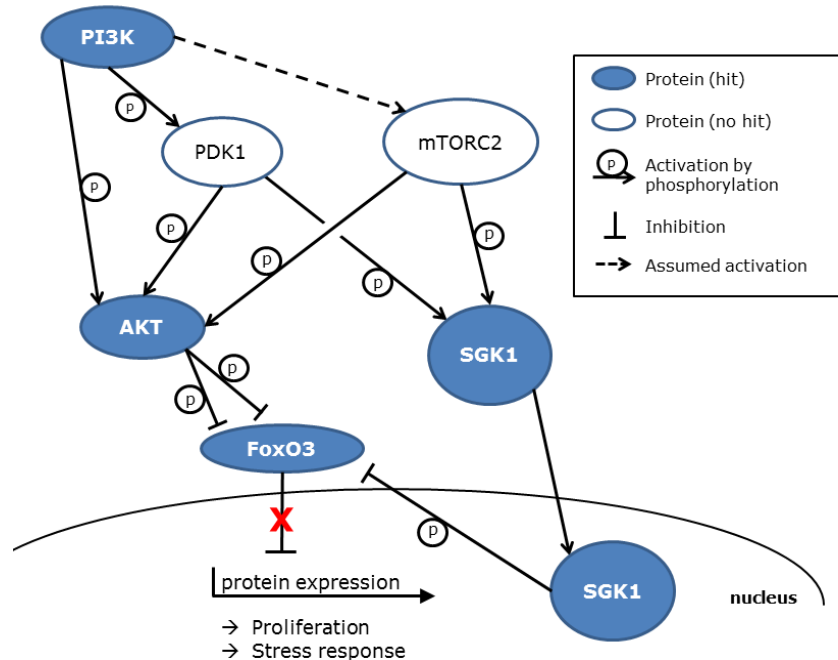 PI3K
P
P
PDK1
mTORC2
P
P
P
P
P
AKT
SGK1
P
P
FoxO3
X
P
protein expression
→ Proliferation
→ Stress response
SGK1
nucleus
Protein (hit)
Protein (no hit)
P
Activation by
phosphorylation
Inhibition
Assumed activation